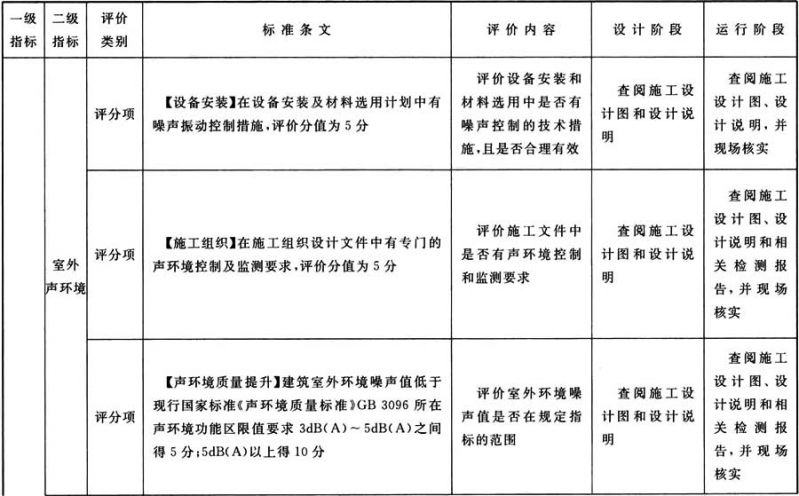 一级
指标
二级
指标
评价
类别
标准条文
评价内容
设计阶段
运行阶段
室外
声环境
评分项
【设备安装】在设备安装及材料选用计划中有
噪声振动控制措施,评价分值为 5 分
评价设备安装和
材料选用中是否有
噪声控制的技术措
施,且是否合理有效
查阅施工设
计图和设计说
明
查阅施工
设计图、设
计说明,并
现场核实
评分项
【施工组织】在施工组织设计文件中有专门的
声环境控制及监测要求,评价分值为 5 分
评价施工文件中
是否有声环境控制
和监测要求
查阅施工设
计图和设计说
明
查阅施工
设计图、设
计说明和相
关检测报
告,并现场
核实
评分项
【声环境质量提升】建筑室外环境噪声值低于
现行国家标准《声环境质量标准》GB 3096 所在
声环境功能区限值要求 3dB(A)~5dB(A)之间
得 5 分;5dB(A)以上得 10 分
评价室外环境噪
声值是否在规定指
标的范围
查阅施工设
计图和设计说
明
查阅施工
设计图、设
计说明和相
关检测报
告,并现场
核实